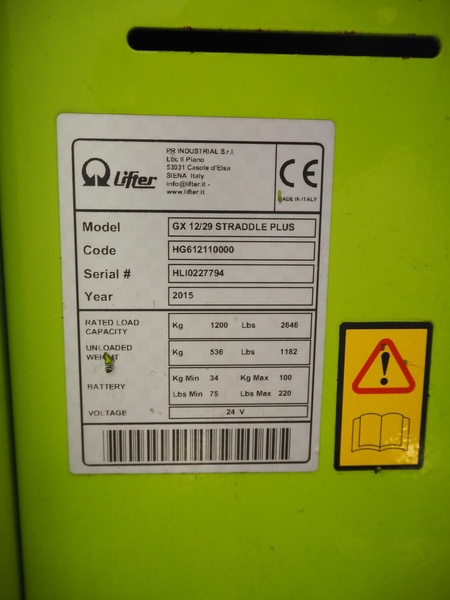 Lifter
PR INDUSTRIAL S.r.l.
Loc Il Piano
53031 Casole d'Elsa
SIENA Italy
info@lifter.it -
www.lifter.it
CE
MADE IN ITALY
Model GX 12/29 STRADDLE PLUS
Code HG612110000
Serial # HLI0227794
Year 2015
RATED LOAD CAPACITY Kg 1200 Lbs 2646
UNLOADED WEIGHT Kg 536 Lbs 1182
BATTERY Kg Min 34 Kg Max 100
Lbs Min 75 Lbs Max 220
VOLTAGE 24 V